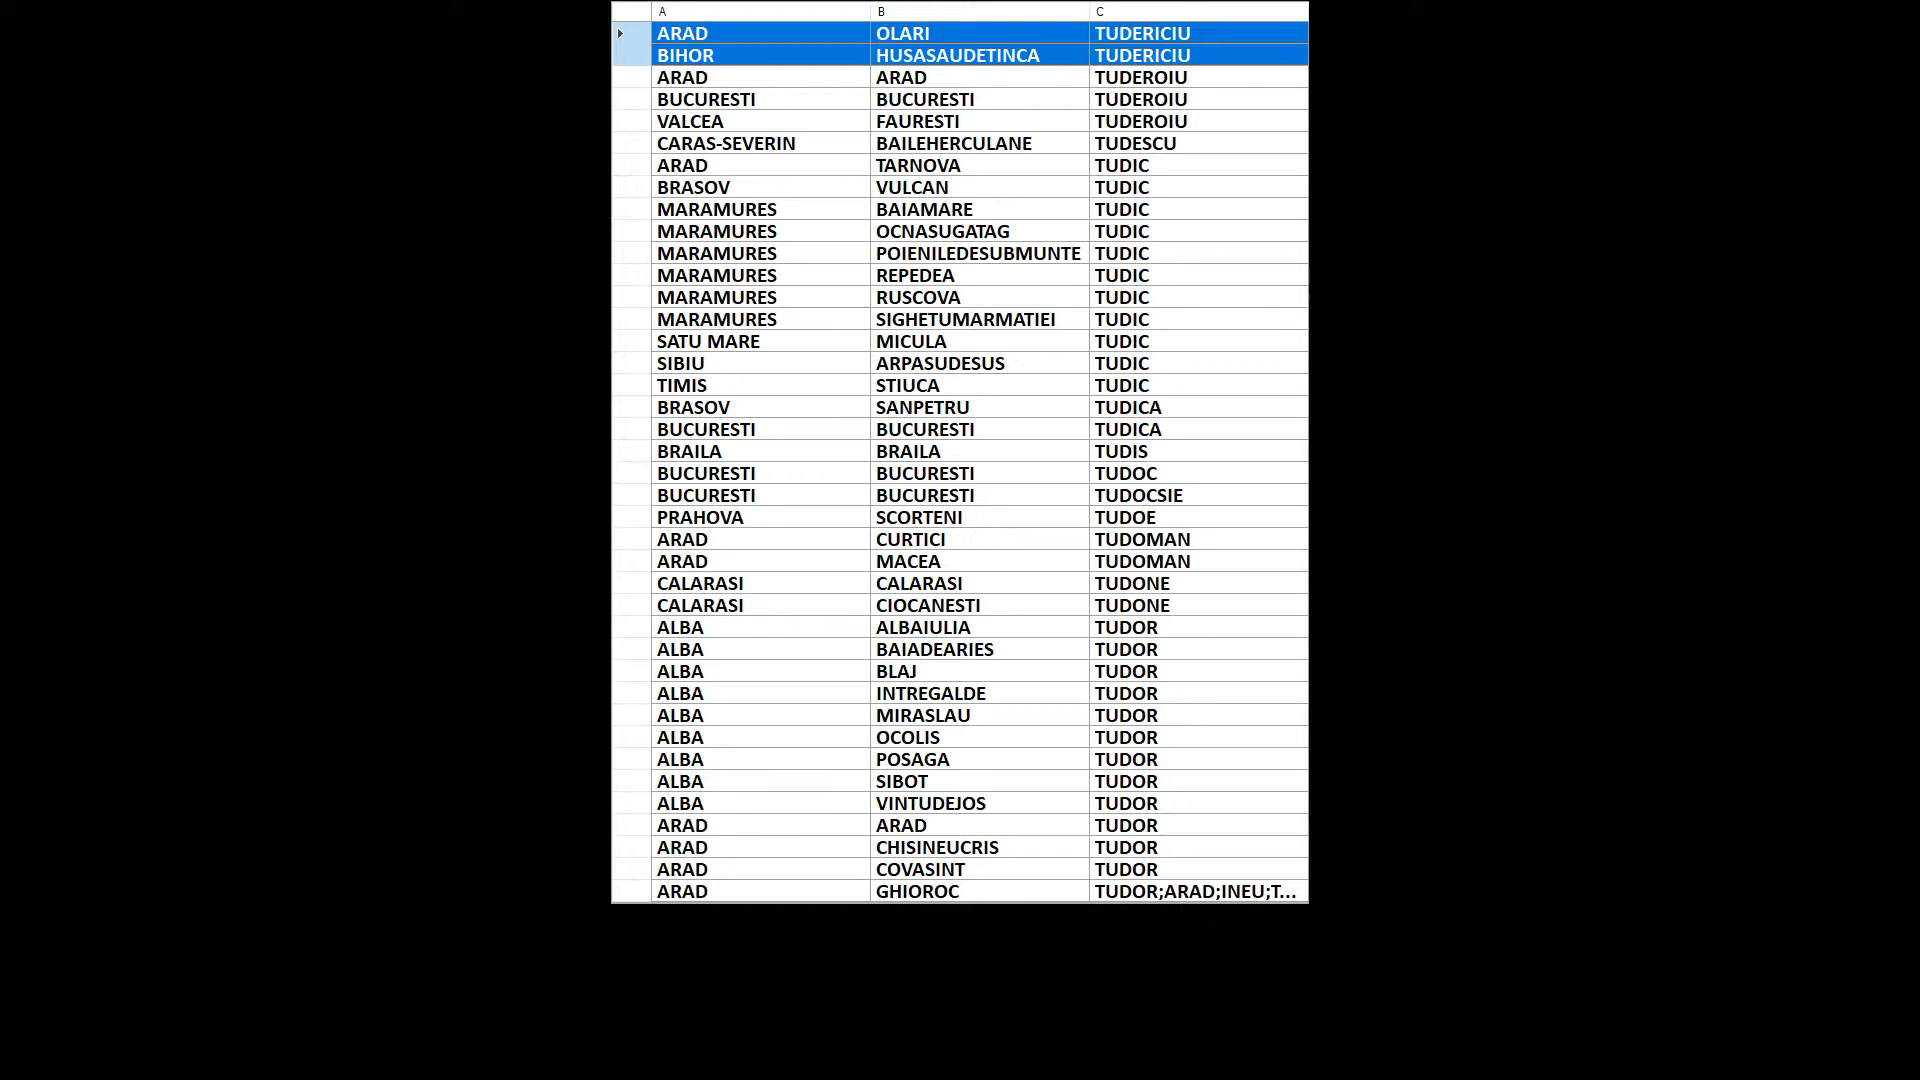 A B C
ARAD OLARI TUDERICIU
BIHOR HUSASAUDETINCA TUDERICIU
ARAD ARAD TUDEROIU
BUCURESTI BUCURESTI TUDEROIU
VALCEA FAURESTI TUDEROIU
CARAS-SEVERIN BAILEHERCULANE TUDESCU
ARAD TARNOVA TUDIC
BRASOV VULCAN TUDIC
MARAMURES BAIAMARE TUDIC
MARAMURES OCNASUGATAG TUDIC
MARAMURES POIENILEDESUBMUNTE TUDIC
MARAMURES REPEDEA TUDIC
MARAMURES RUSCOVA TUDIC
MARAMURES SIGHETUMARMATIEI TUDIC
SATU MARE MICULA TUDIC
SIBIU ARPASUDESUS TUDIC
TIMIS STIUCA TUDIC
BRASOV SANPETRU TUDICA
BUCURESTI BUCURESTI TUDICA
BRAILA BRAILA TUDIS
BUCURESTI BUCURESTI TUDOC
BUCURESTI BUCURESTI TUDOCSIE
PRAHOVA SCORTENI TUDOE
ARAD CURTICI TUDOMAN
ARAD MACEA TUDOMAN
CALARASI CALARASI TUDONE
CALARASI CIOCANESTI TUDONE
ALBA ALBAIULIA TUDOR
ALBA BAIADEARIES TUDOR
ALBA BLAJ TUDOR
ALBA INTREGALDE TUDOR
ALBA MIRASLAU TUDOR
ALBA OCOLIS TUDOR
ALBA POSAGA TUDOR
ALBA SIBOT TUDOR
ALBA VINTUDEJOS TUDOR
ARAD ARAD TUDOR
ARAD CHISINEUCRIS TUDOR
ARAD COVASINT TUDOR
ARAD GHIOROC TUDOR;ARAD;INEU;T...